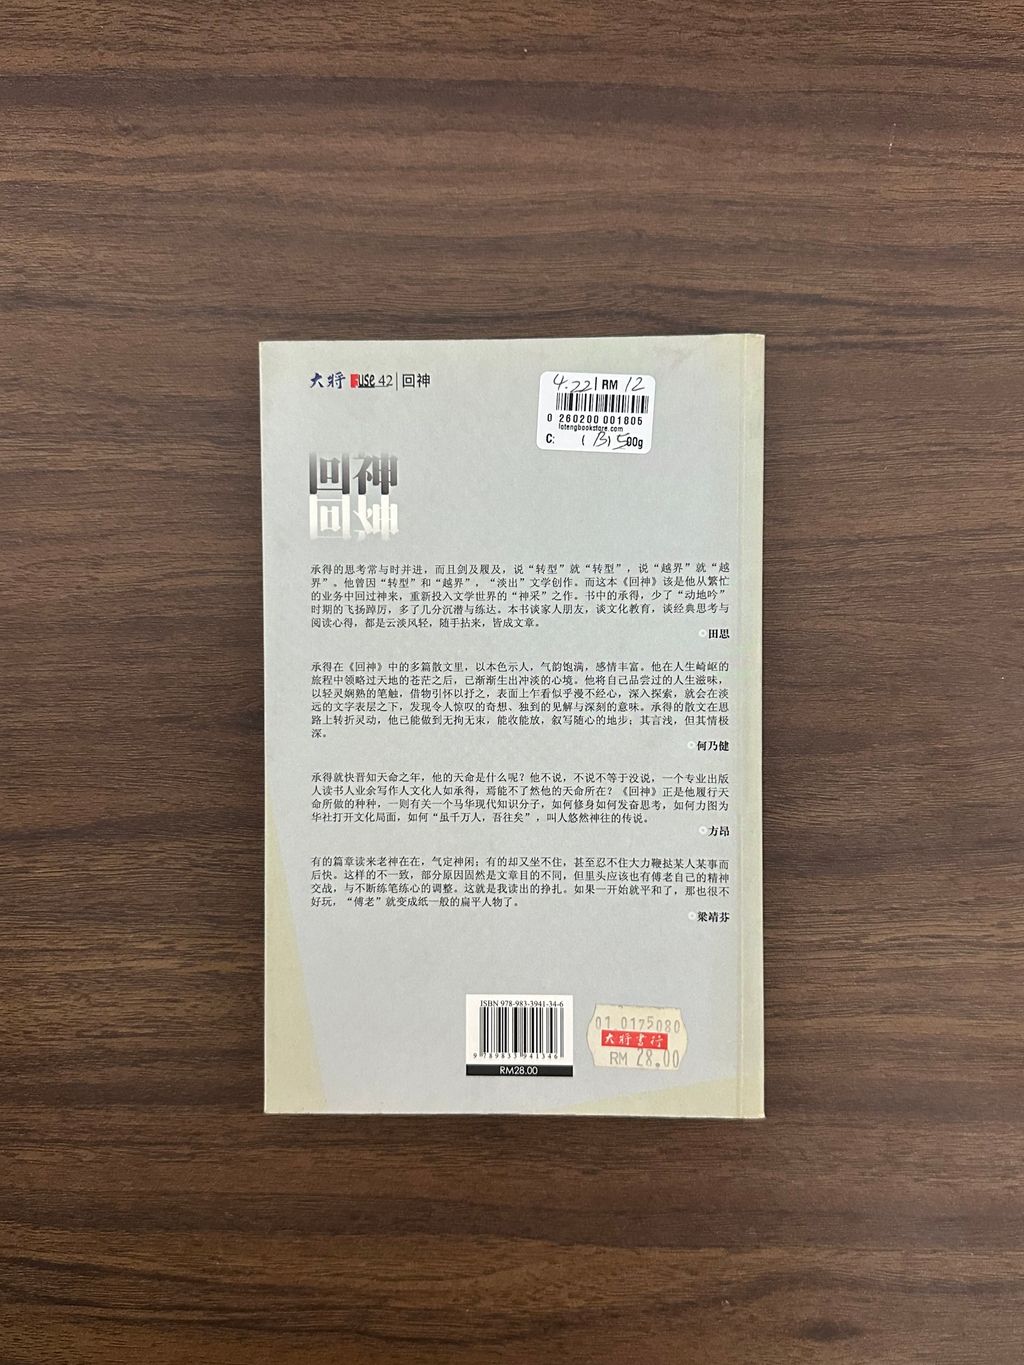 大将 fuse 42 | 回神
4.22 | RM 12
0 260200 001805
lotengbookstore.com
C: (B) 500g
回神
承得的思考常与时并进，而且剑及履及，说“转型”就“转型”，说“越界”就“越
界”。他曾因“转型”和“越界”，“淡出”文学创作。而这本《回神》该是他从繁忙
的业务中回过神来，重新投入文学世界的“神采”之作。书中的承得，少了“动地吟”
时期的飞扬踔厉，多了几分沉潜与练达。本书谈家人朋友，谈文化教育，谈经典思考与
阅读心得，都是云淡风轻，随手拈来，皆成文章。
田思
承得在《回神》中的多篇散文里，以本色示人，气韵饱满，感情丰富。他在人生崎岖的
旅程中领略过天地的苍茫之后，已渐渐生出冲淡的心境。他将自己品尝过的人生滋味，
以轻灵娴熟的笔触，借物引怀以抒之，表面上乍看似乎漫不经心，深入探索，就会在淡
远的文字表层之下，发现令人惊叹的奇想、独到的见解与深刻的意味。承得的散文在思
路上转折灵动，他已能做到无拘无束，能收能放，叙写随心的地步；其言浅，但其情极
深。
何乃健
承得就快晋知天命之年，他的天命是什么呢？他不说，不说不等于没说，一个专业出版
人读书人业余写作人文化人如承得，焉能不了然他的天命所在？《回神》正是他履行天
命所做的种种，一则有关一个马华现代知识分子，如何修身如何发奋思考，如何力图为
华社打开文化局面，如何“虽千万人，吾往矣”，叫人悠然神往的传说。
方昂
有的篇章读来老神在在，气定神闲；有的却又坐不住，甚至忍不住大力鞭挞某人某事而
后快。这样的不一致，部分原因固然是文章目的不同，但里头应该也有傅老自己的精神
交战，与不断练笔练心的调整。这就是我读出的挣扎。如果一开始就平和了，那也很不
好玩，“傅老”就变成纸一般的扁平人物了。
梁靖芬
ISBN 978-983-3941-34-6
9 789833 941346
RM28.00
01 0175080
大将书行
RM 28.00